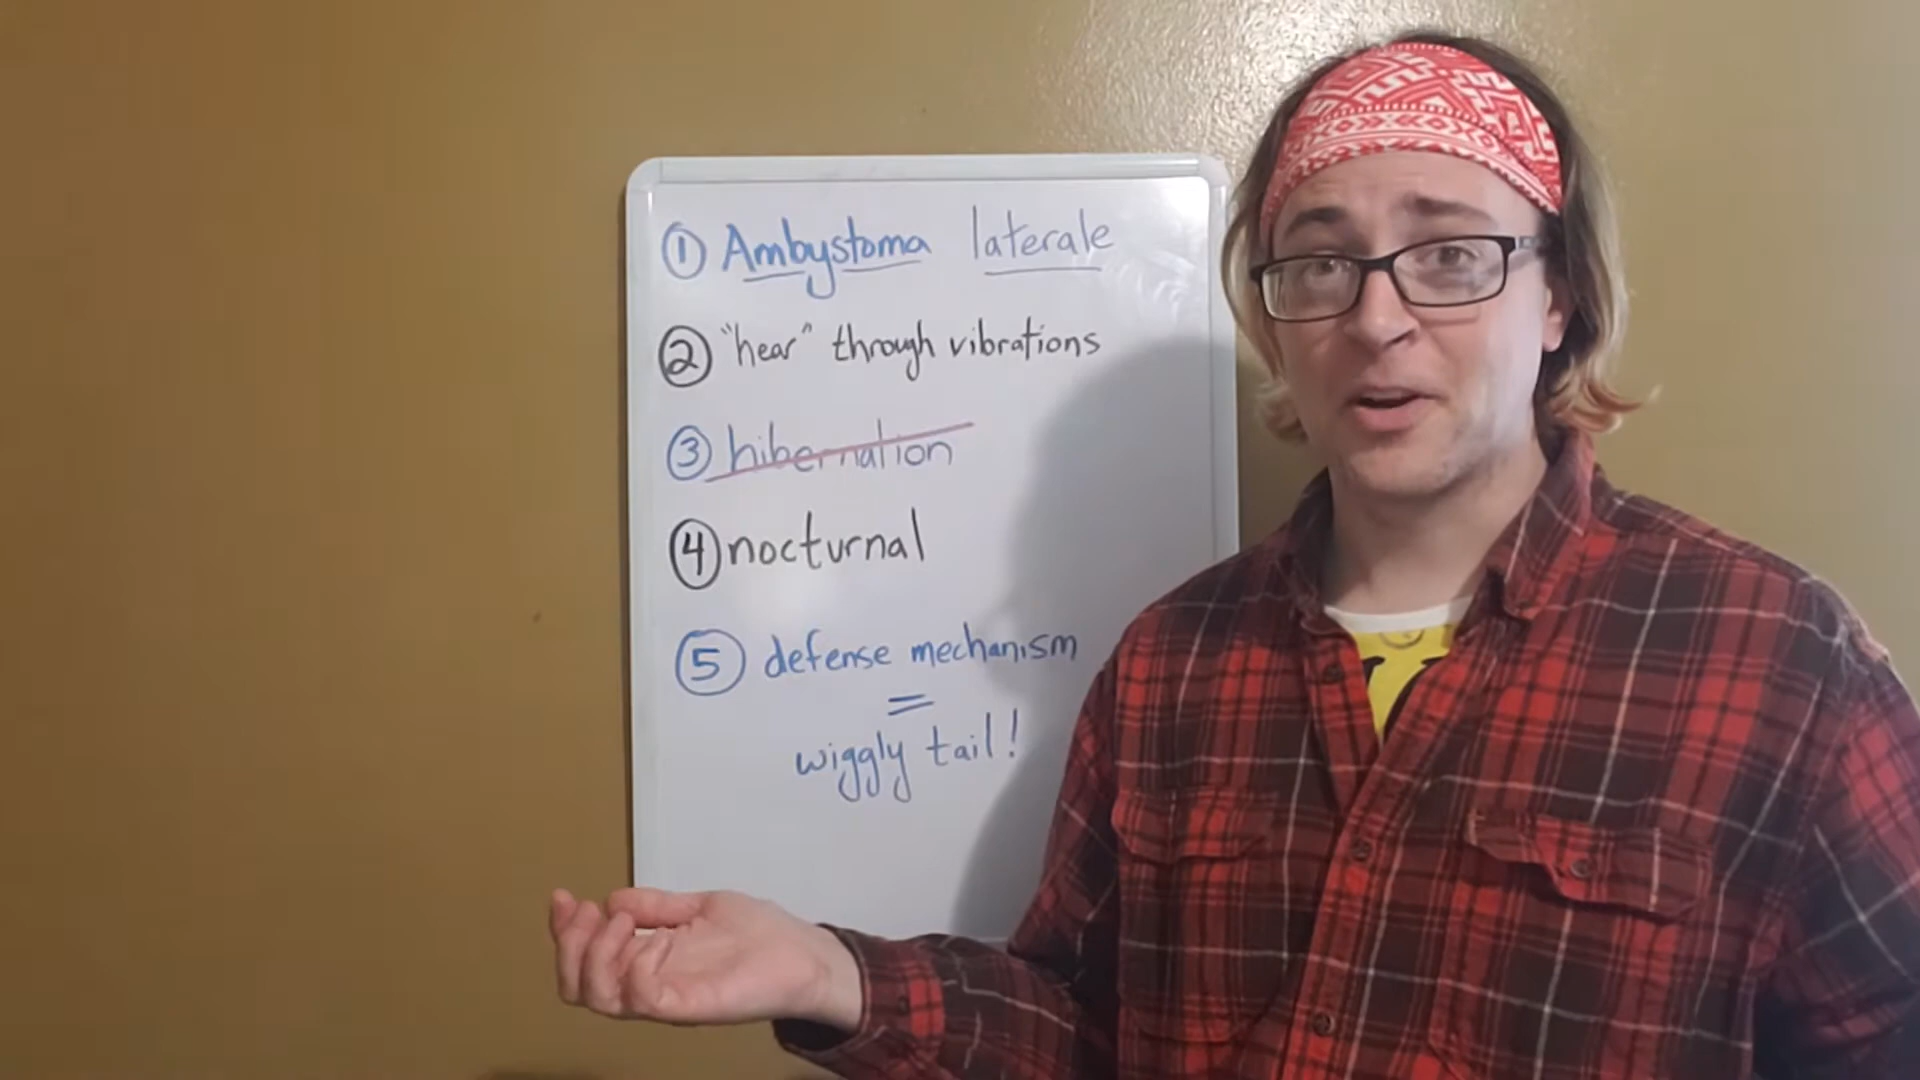 ① Ambystoma laterale
② "hear" through vibrations
③ hibernation
④ nocturnal
⑤ defense mechanism
=
wiggly tail!